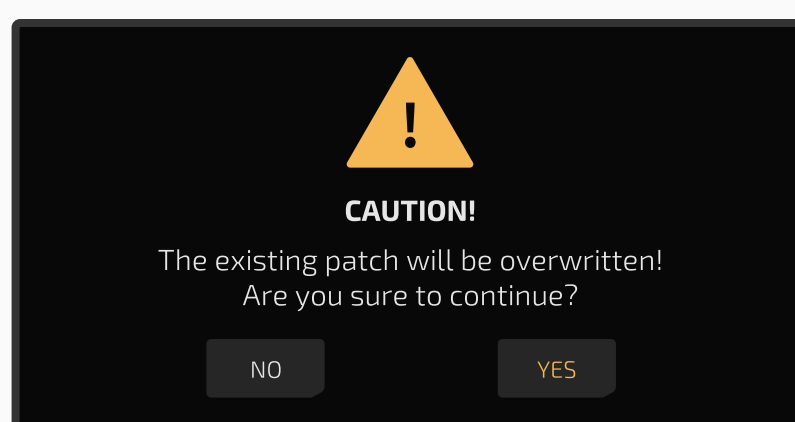 !
CAUTION!
The existing patch will be overwritten!
Are you sure to continue?
NO
YES